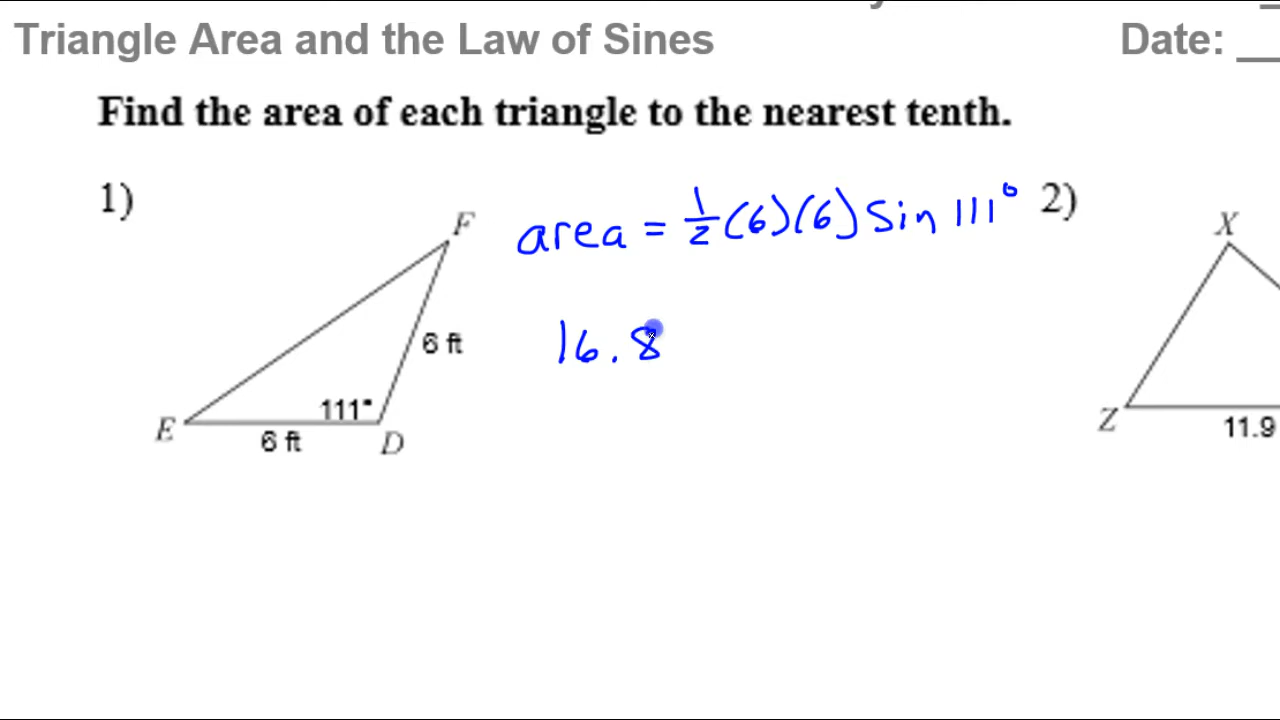 Triangle Area and the Law of Sines Date: __
Find the area of each triangle to the nearest tenth.
1) area = 1/2 (6)(6) Sin 111° 2)
F X
6 ft
16.8
111°
E 6 ft D
Z 11.9